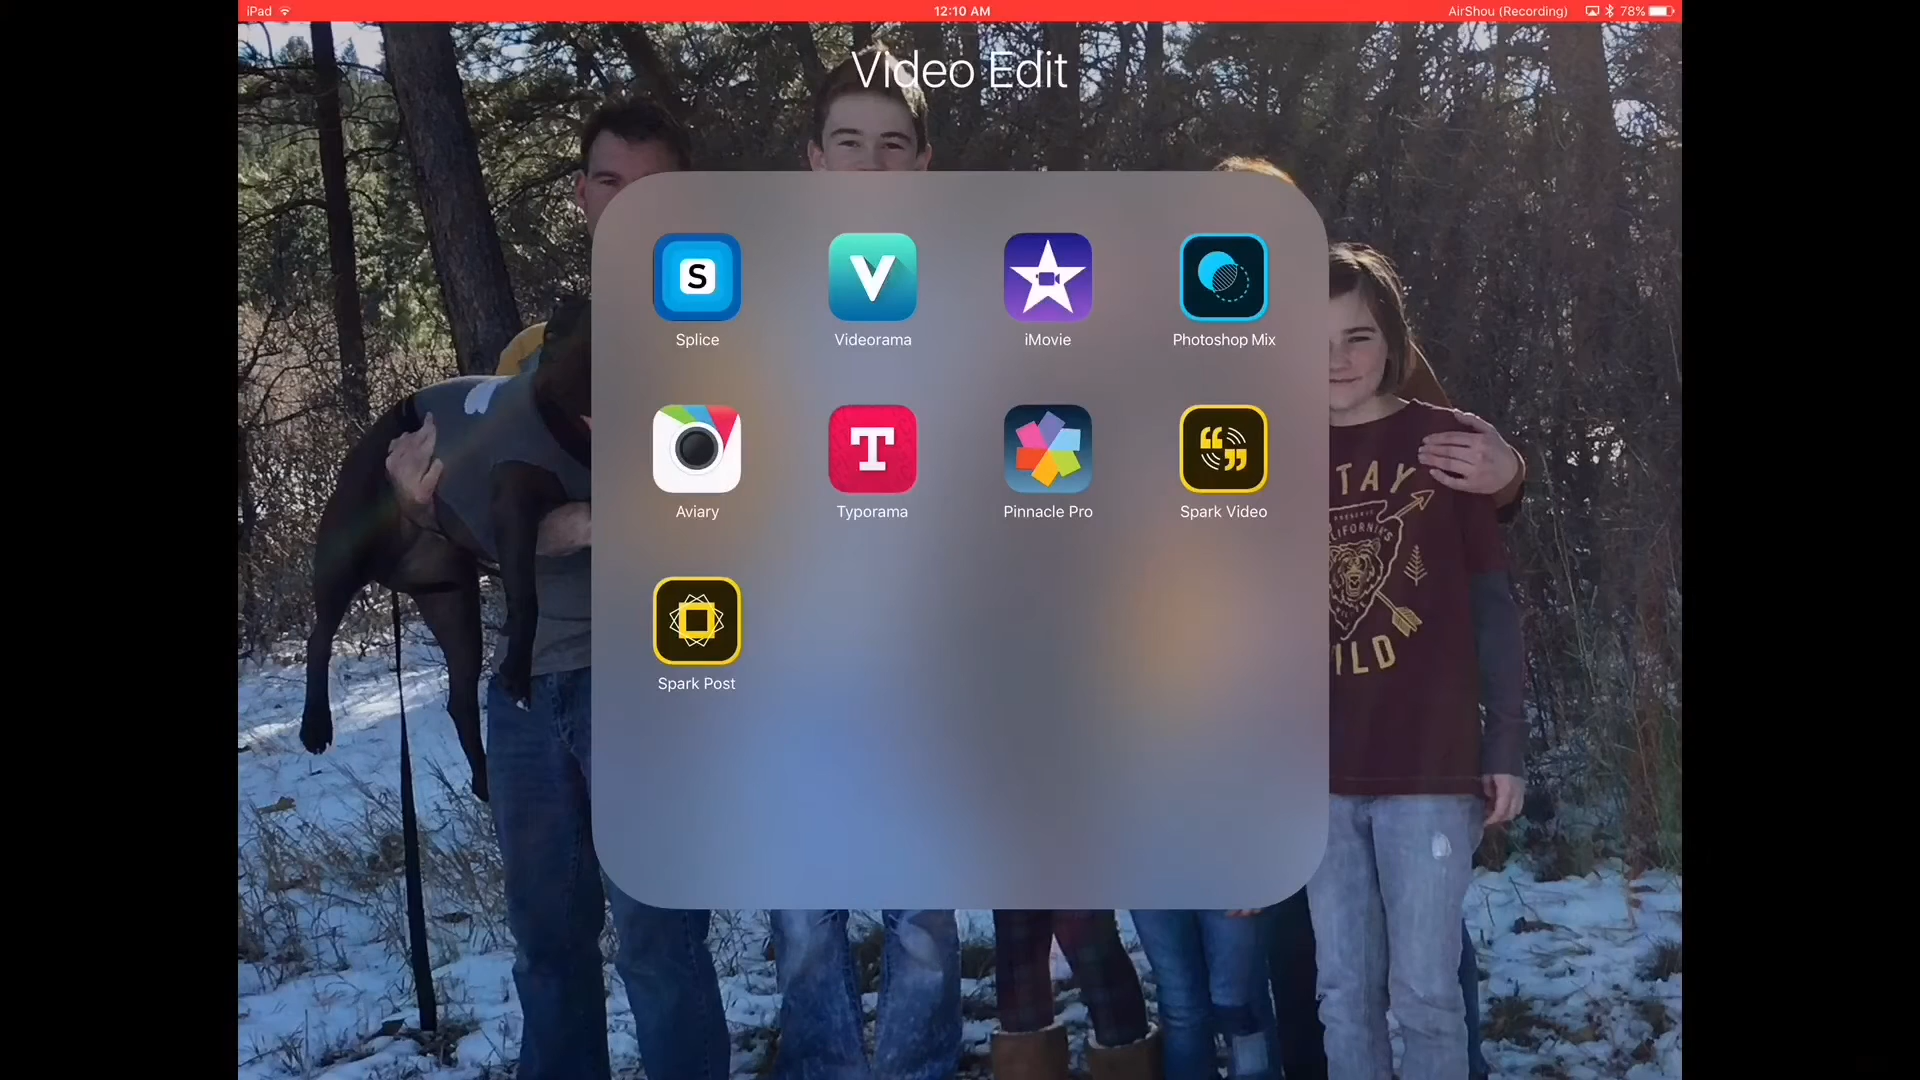 iPad
12:10 AM
AirShou (Recording)
78%
Video Edit
S
V
Splice
Videorama
iMovie
Photoshop Mix
T
Aviary
Typorama
Pinnacle Pro
Spark Video
Spark Post
TAY
ILD